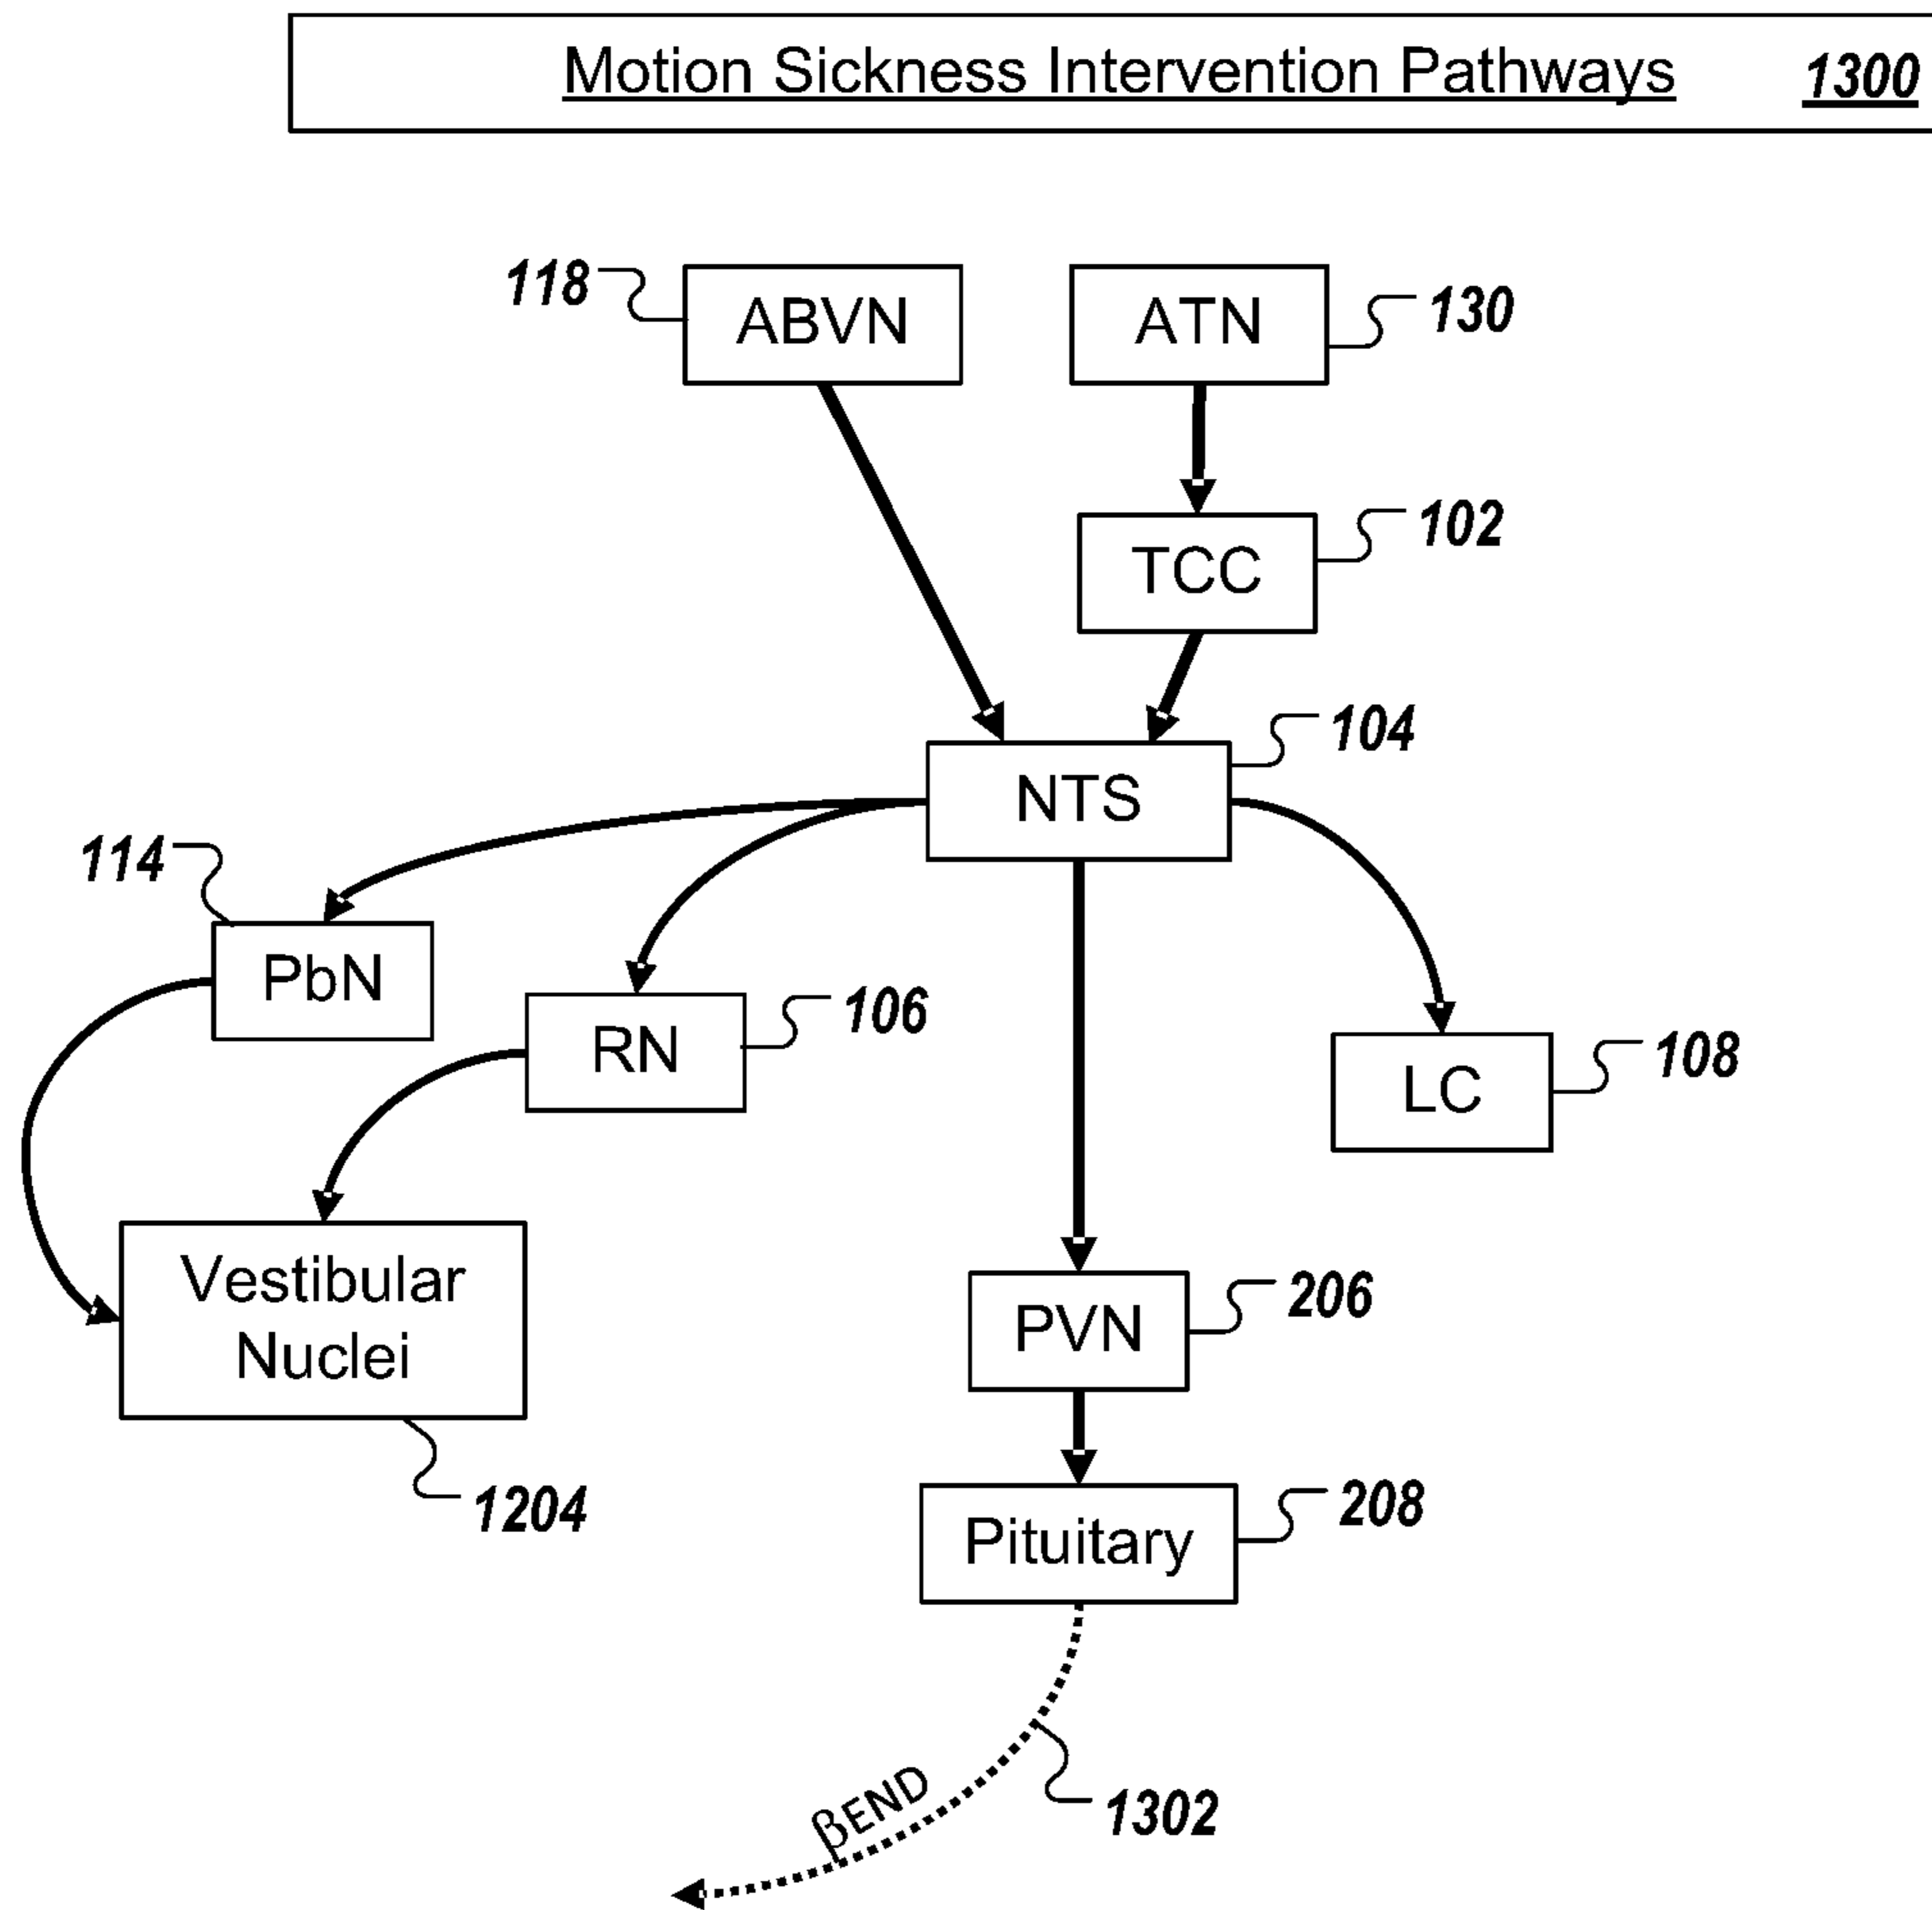 Motion Sickness Intervention Pathways 1300
118 ABVN ATN 130
TCC 102
NTS 104
114
PbN
RN 106
LC 108
Vestibular
Nuclei
1204
PVN 206
Pituitary 208
βEND
1302